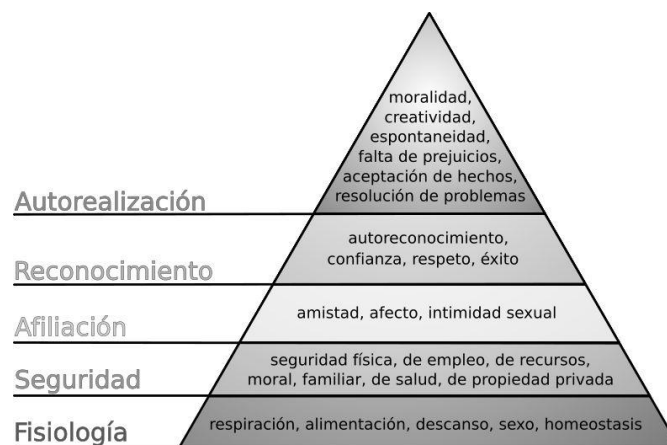 moralidad,
creatividad,
espontaneidad,
falta de prejuicios,
aceptación de hechos,
resolución de problemas
Autorealización
autoreconocimiento,
confianza, respeto, éxito
Reconocimiento
amistad, afecto, intimidad sexual
Afiliación
seguridad física, de empleo, de recursos,
moral, familiar, de salud, de propiedad privada
Seguridad
respiración, alimentación, descanso, sexo, homeostasis
Fisiología